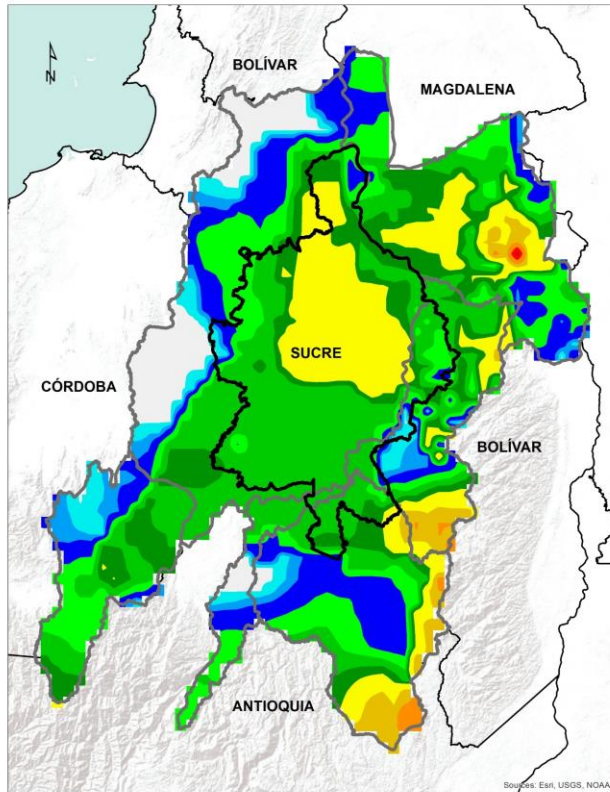 N
BOLÍVAR
MAGDALENA
SUCRE
CÓRDOBA
BOLÍVAR
ANTIOQUIA
Sources: Esri, USGS, NOAA